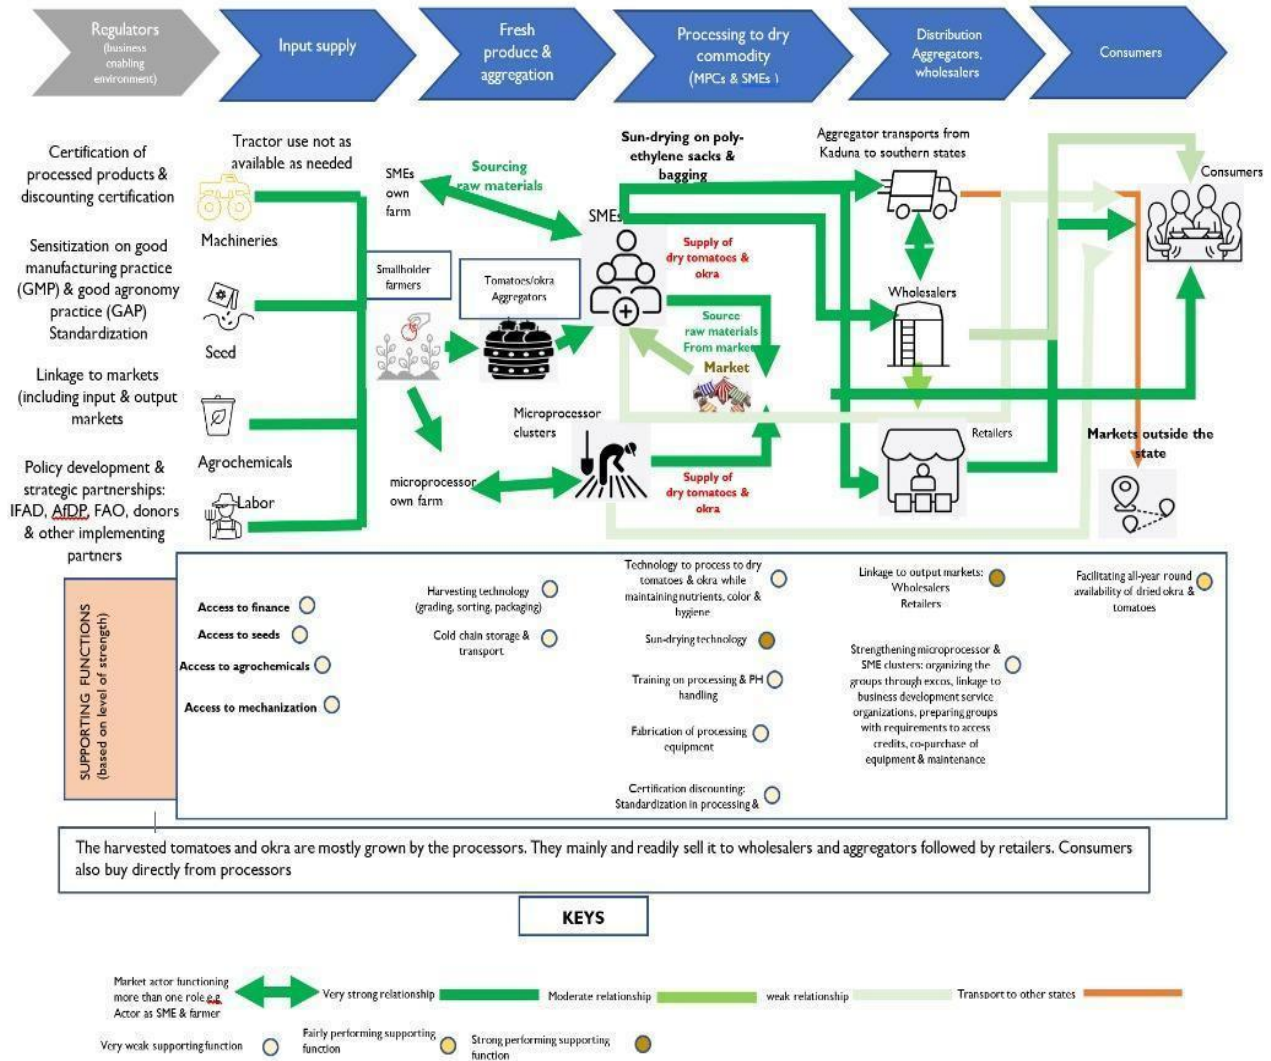 Regulators
(business
enabling
environment)
Input supply
Fresh
produce &
aggregation
Processing to dry
commodity
(MPCs & SMEs )
Distribution
Aggregators,
wholesalers
Consumers
Certification of
processed products &
discounting certification
Sensitization on good
manufacturing practice
(GMP) & good agronomy
practice (GAP)
Standardization
Linkage to markets
(including input & output
markets
Policy development &
strategic partnerships:
IFAD, AfDP, FAO, donors
& other implementing
partners
Tractor use not as
available as needed
Machineries
Seed
Agrochemicals
Labor
SMEs
own
farm
Sourcing
raw materials
Smallholder
farmers
Tomatoes/okra
Aggregators
microprocessor
own farm
Microprocessor
clusters
Sun-drying on poly-
ethylene sacks &
bagging
SMEs
Supply of
dry tomatoes &
okra
Source
raw materials
From market
Market
Supply of
dry tomatoes &
okra
Aggregator transports from
Kaduna to southern states
Wholesalers
Retailers
Consumers
Markets outside the
state
SUPPORTING FUNCTIONS
(based on level of strength)
Access to finance
Access to seeds
Access to agrochemicals
Access to mechanization
Harvesting technology
(grading, sorting, packaging)
Cold chain storage &
transport
Technology to process to dry
tomatoes & okra while
maintaining nutrients, color &
hygiene
Sun-drying technology
Training on processing & PH
handling
Fabrication of processing
equipment
Certification discounting:
Standardization in processing &
Linkage to output markets:
Wholesalers
Retailers
Strengthening microprocessor &
SME clusters: organizing the
groups through excos, linkage to
business development service
organizations, preparing groups
with requirements to access
credits, co-purchase of
equipment & maintenance
Facilitating all-year round
availability of dried okra &
tomatoes
The harvested tomatoes and okra are mostly grown by the processors. They mainly and readily sell it to wholesalers and aggregators followed by retailers. Consumers
also buy directly from processors
KEYS
Market actor functioning
more than one role e.g
Actor as SME & farmer
Very strong relationship
Moderate relationship
weak relationship
Transport to other states
Very weak supporting function
Fairly performing supporting
function
Strong performing supporting
function